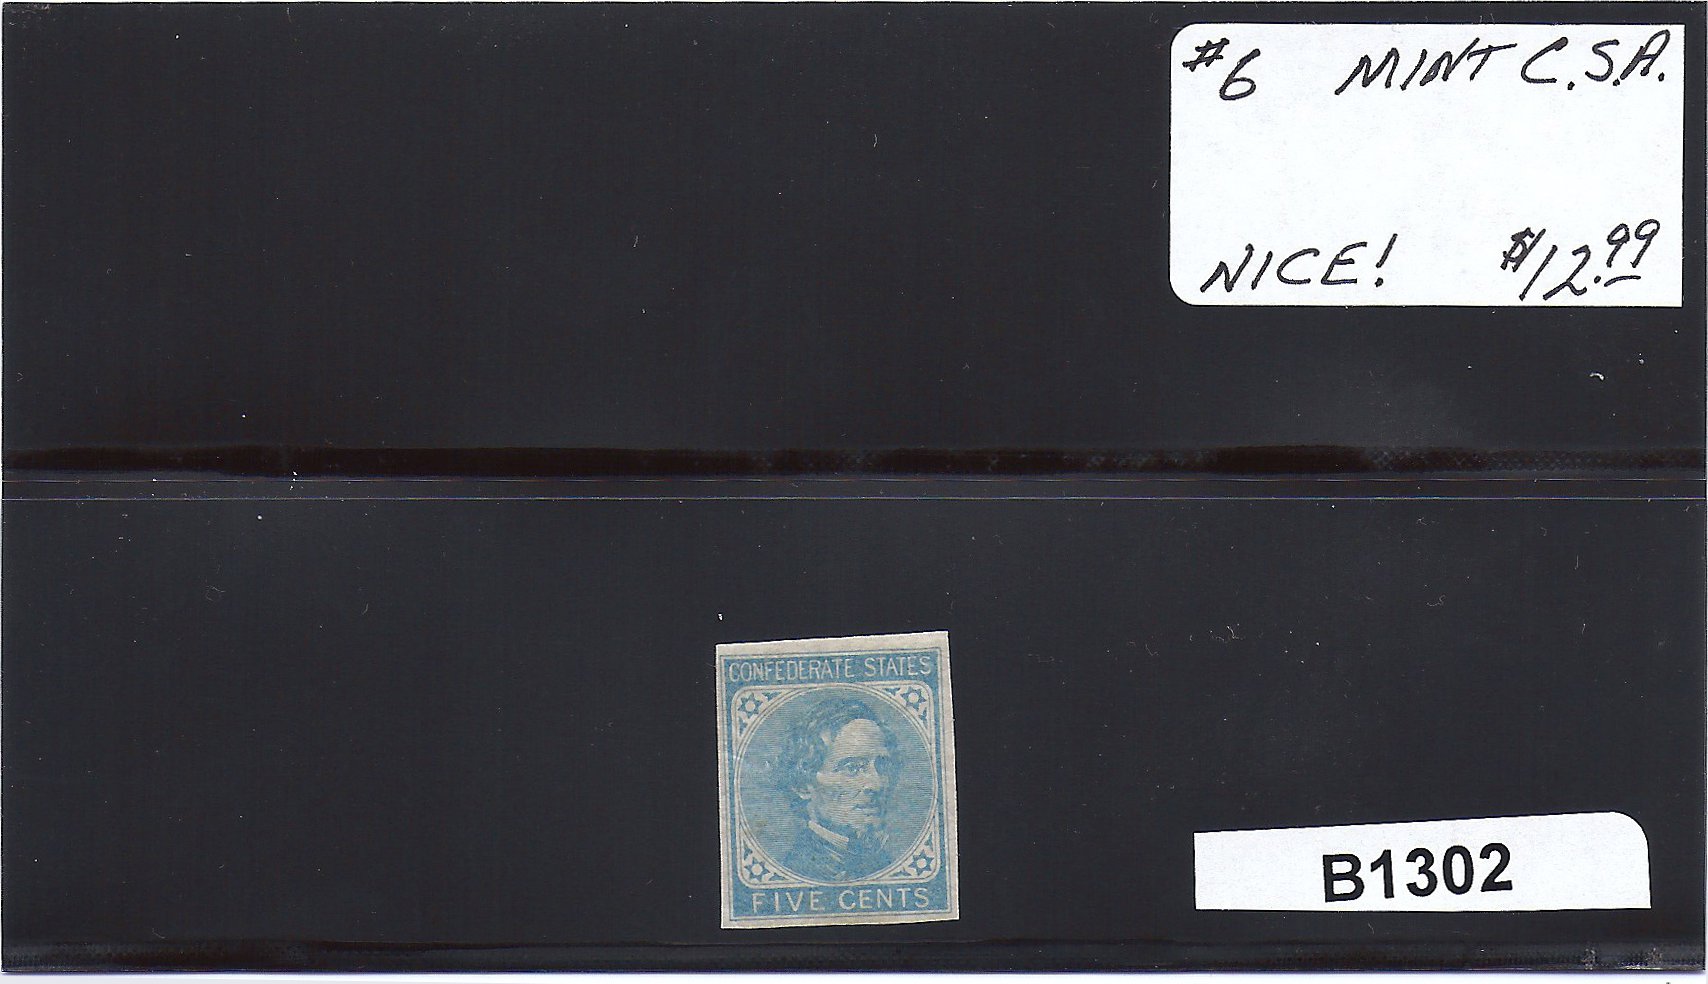 #6 MINT C.S.A.
NICE! $12.99
CONFEDERATE STATES
FIVE CENTS
B1302